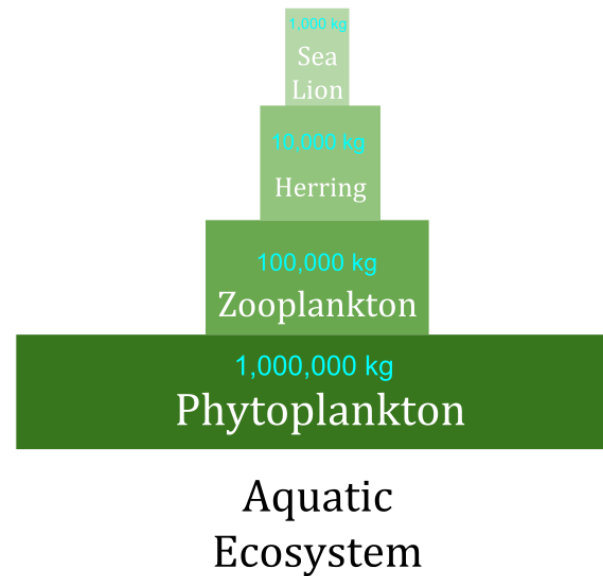 1,000 kg
Sea
Lion
10,000 kg
Herring
100,000 kg
Zooplankton
1,000,000 kg
Phytoplankton
Aquatic
Ecosystem